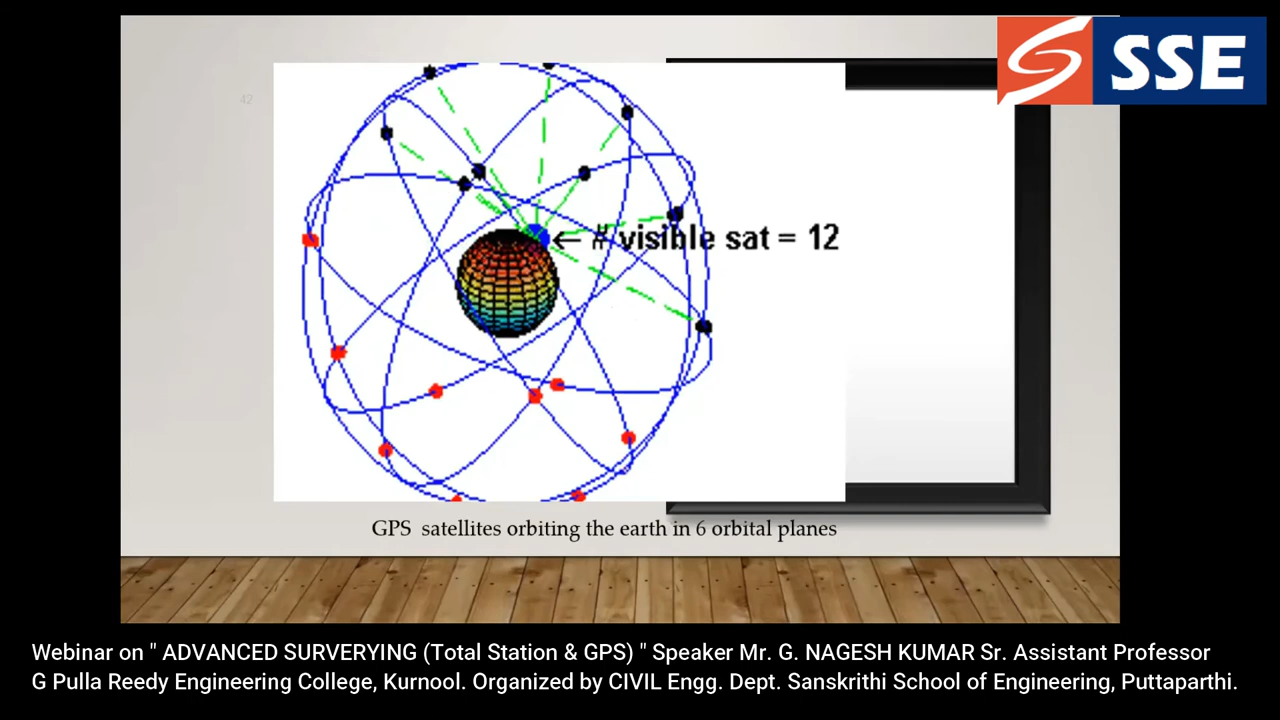 SSE
42
← # visible sat = 12
GPS satellites orbiting the earth in 6 orbital planes
Webinar on " ADVANCED SURVERYING (Total Station & GPS) " Speaker Mr. G. NAGESH KUMAR Sr. Assistant Professor
G Pulla Reedy Engineering College, Kurnool. Organized by CIVIL Engg. Dept. Sanskrithi School of Engineering, Puttaparthi.